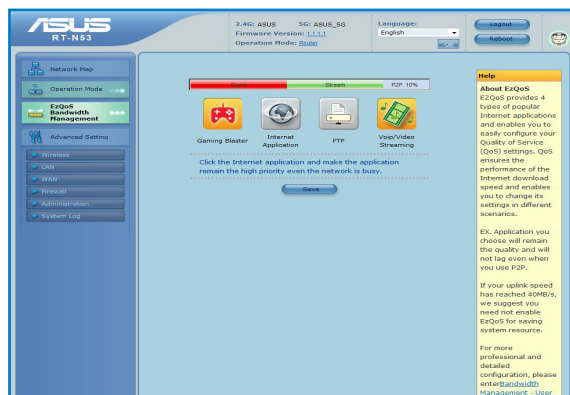 ASUS
RT-N53
2.4G: ASUS 5G: ASUS_5G
Firmware Version: 1.1.1.1
Operation Mode: Router
Language:
English
Logout
Reboot
Network Map
Operation Mode
EzQoS
Bandwidth
Management
Advanced Setting
Wireless
LAN
WAN
Firewall
Administration
System Log
Game Stream P2P: 10%
Gaming Blaster
Internet
Application
FTP
Voip/Video
Streaming
Click the Internet application and make the application
remain the high priority even the network is busy.
Save
Help
About EzQoS
EZQoS provides 4
types of popular
Internet applications
and enables you to
easily configure your
Quality of Service
(QoS) settings. QoS
ensures the
performance of the
Internet download
speed and enables
you to change its
settings in different
scenarios.
EX. Application you
choose will remain
the quality and will
not lag even when
you use P2P.
If your uplink speed
has reached 40MB/s,
we suggest you
need not enable
EzQoS for saving
system resource.
For more
professional and
detailed
configuration, please
enterBandwidth
Management - User